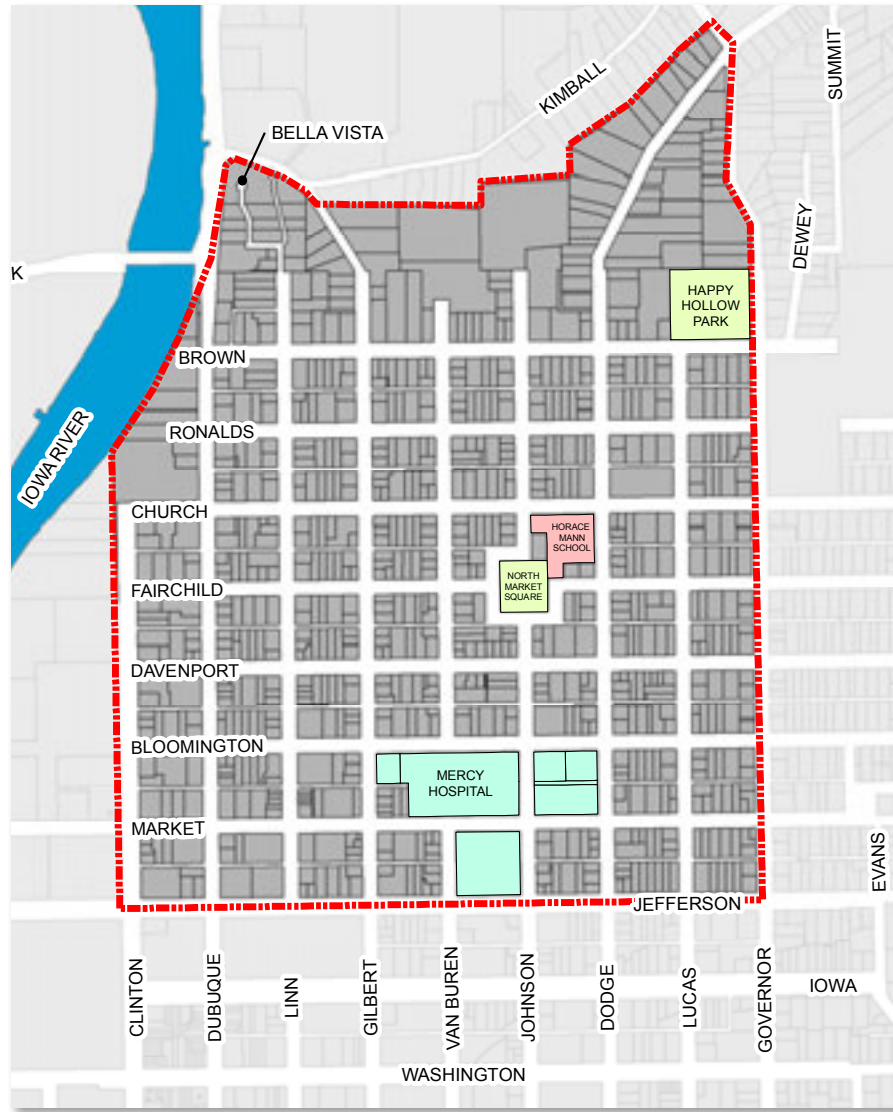 SUMMIT
KIMBALL
BELLA VISTA
DEWEY
K
HAPPY
HOLLOW
PARK
BROWN
IOWA RIVER
RONALDS
CHURCH
HORACE
MANN
SCHOOL
NORTH
MARKET
SQUARE
FAIRCHILD
DAVENPORT
BLOOMINGTON
MERCY
HOSPITAL
MARKET
EVANS
JEFFERSON
CLINTON
DUBUQUE
LINN
GILBERT
VAN BUREN
JOHNSON
DODGE
LUCAS
GOVERNOR
IOWA
WASHINGTON